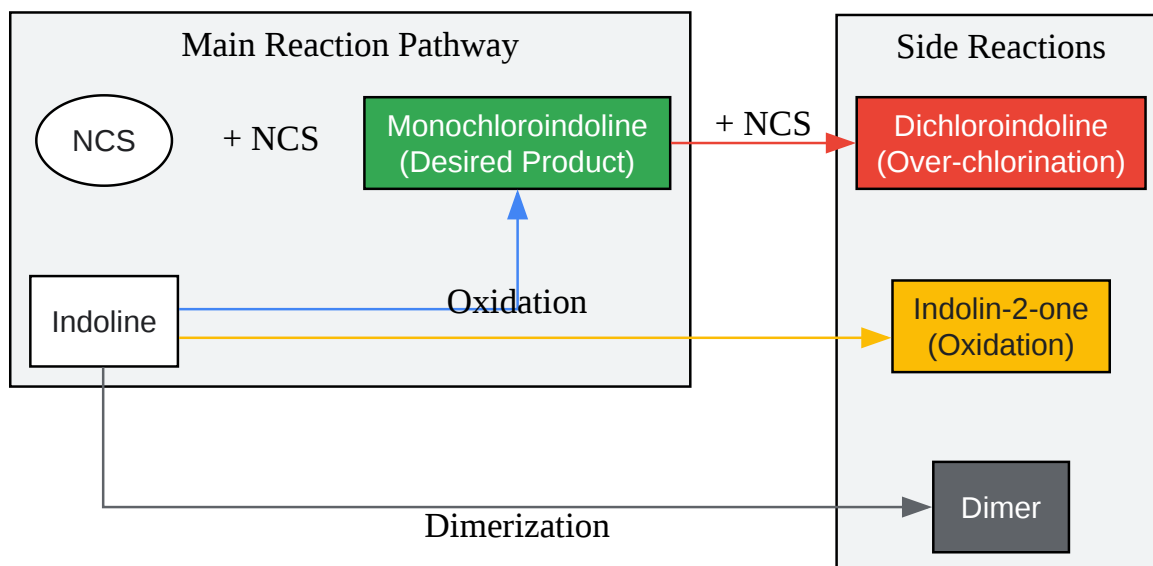 Main Reaction Pathway
Side Reactions
NCS
+ NCS
Monochloroindoline
(Desired Product)
+ NCS
Dichloroindoline
(Over-chlorination)
Indoline
Oxidation
Indolin-2-one
(Oxidation)
Dimerization
Dimer